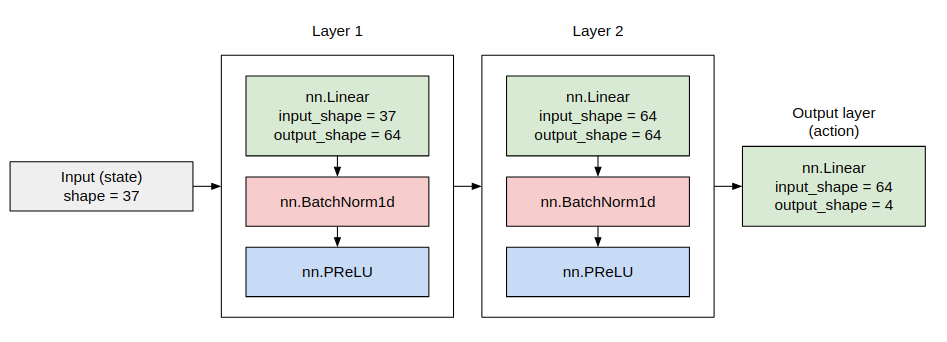 Layer 1
Layer 2
Input (state)
shape = 37
nn.Linear
input_shape = 37
output_shape = 64
nn.BatchNorm1d
nn.PReLU
nn.Linear
input_shape = 64
output_shape = 64
nn.BatchNorm1d
nn.PReLU
Output layer
(action)
nn.Linear
input_shape = 64
output_shape = 4